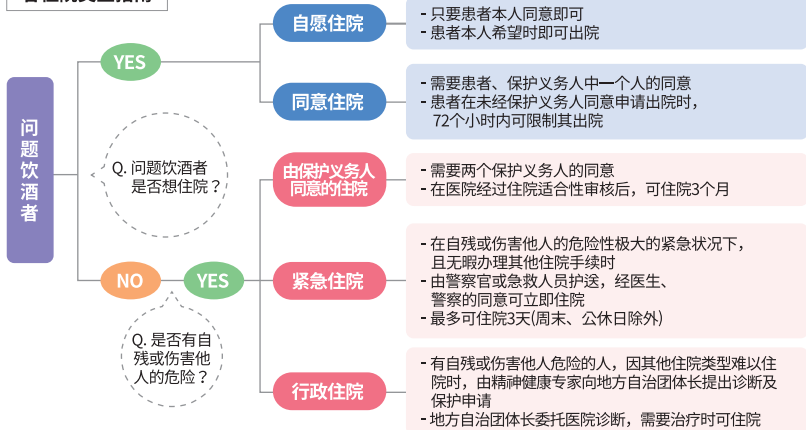 自愿住院
- 只要患者本人同意即可
- 患者本人希望时即可出院
YES
同意住院
- 需要患者、保护义务人中一个人的同意
- 患者在未经保护义务人同意申请出院时，
72个小时内可限制其出院
问题饮酒者
Q. 问题饮酒者
是否想住院？
由保护义务人
同意的住院
- 需要两个保护义务人的同意
- 在医院经过住院适合性审核后，可住院3个月
NO
YES
紧急住院
- 在自残或伤害他人的危险性极大的紧急状况下，
且无暇办理其他住院手续时
- 由警察官或急救人员护送，经医生、
警察的同意可立即住院
- 最多可住院3天(周末、公休日除外)
Q. 是否有自
残或伤害他
人的危险？
行政住院
- 有自残或伤害他人危险的人，因其他住院类型难以住
院时，由精神健康专家向地方自治团体长提出诊断及
保护申请
- 地方自治团体长委托医院诊断，需要治疗时可住院